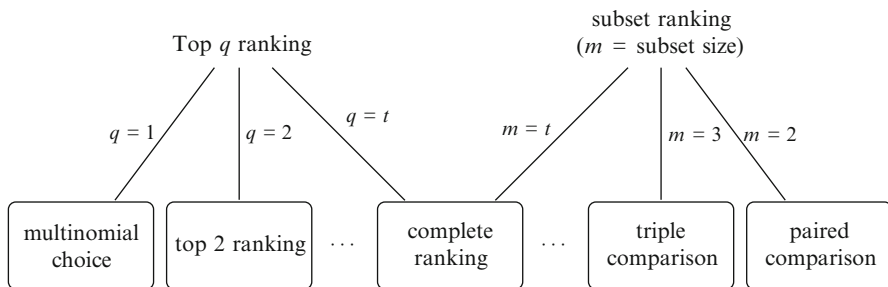 Top q ranking
subset ranking
(m = subset size)
q = 1
q = 2
q = t
m = t
m = 3
m = 2
multinomial
choice
top 2 ranking
...
complete
ranking
...
triple
comparison
paired
comparison